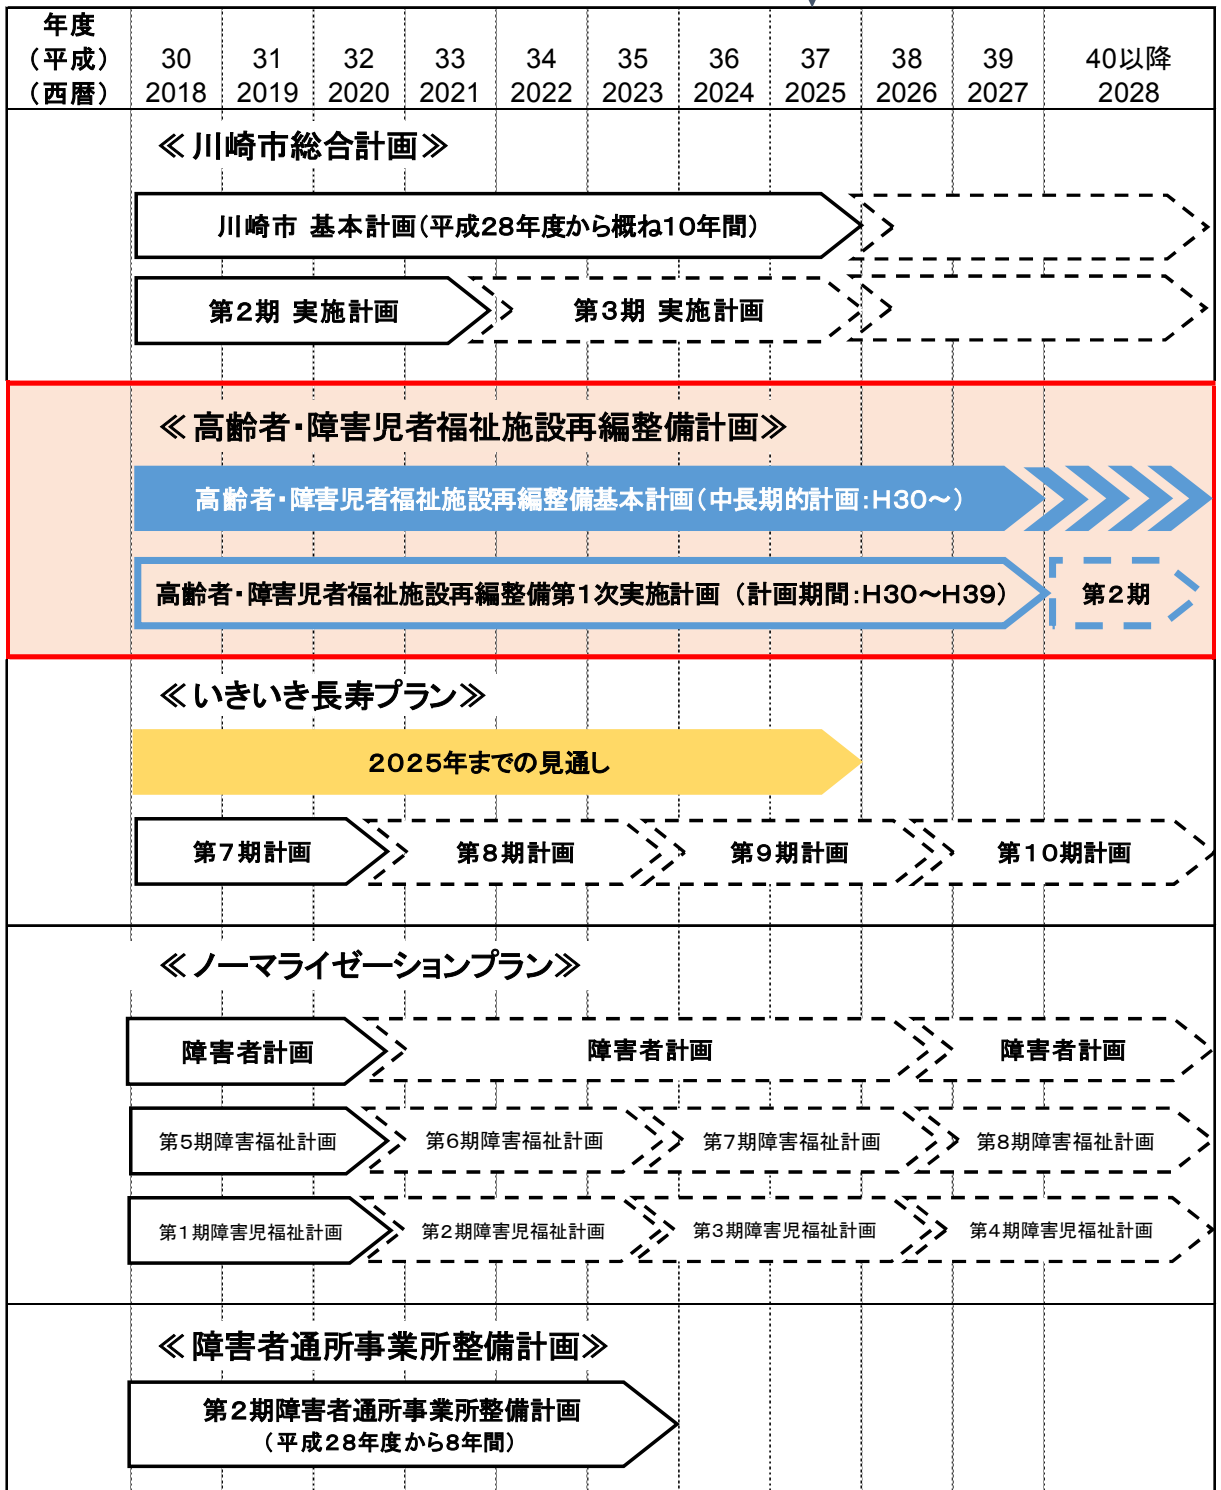 年度
（平成） 30 31 32 33 34 35 36 37 38 39 40以降
（西暦） 2018 2019 2020 2021 2022 2023 2024 2025 2026 2027 2028
≪川崎市総合計画≫
川崎市 基本計画（平成28年度から概ね10年間）
第２期 実施計画 第３期 実施計画
≪高齢者・障害児者福祉施設再編整備計画≫
高齢者・障害児者福祉施設再編整備基本計画（中長期的計画：H30～）
高齢者・障害児者福祉施設再編整備第１次実施計画 （計画期間：H30～H39） 第２期
≪いきいき長寿プラン≫
2025年までの見通し
第７期計画 第８期計画 第９期計画 第１０期計画
≪ノーマライゼーションプラン≫
障害者計画 障害者計画 障害者計画
第5期障害福祉計画 第6期障害福祉計画 第7期障害福祉計画 第8期障害福祉計画
第１期障害児福祉計画 第２期障害児福祉計画 第３期障害児福祉計画 第４期障害児福祉計画
≪障害者通所事業所整備計画≫
第２期障害者通所事業所整備計画
（平成28年度から8年間）